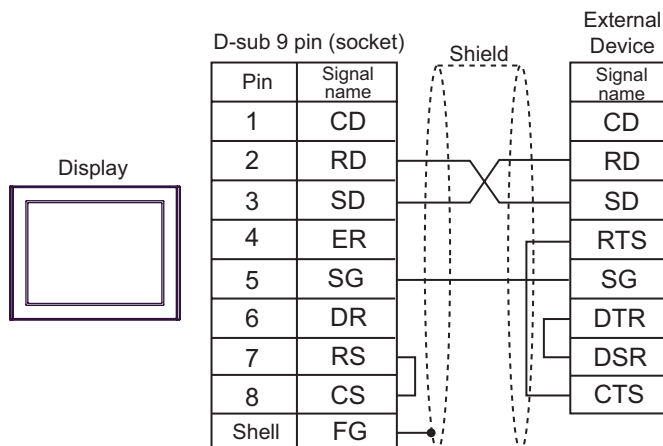 External
Device
D-sub 9 pin (socket)
Shield
Display
Pin Signal name
1 CD
2 RD
3 SD
4 ER
5 SG
6 DR
7 RS
8 CS
Shell FG
Signal name
CD
RD
SD
RTS
SG
DTR
DSR
CTS